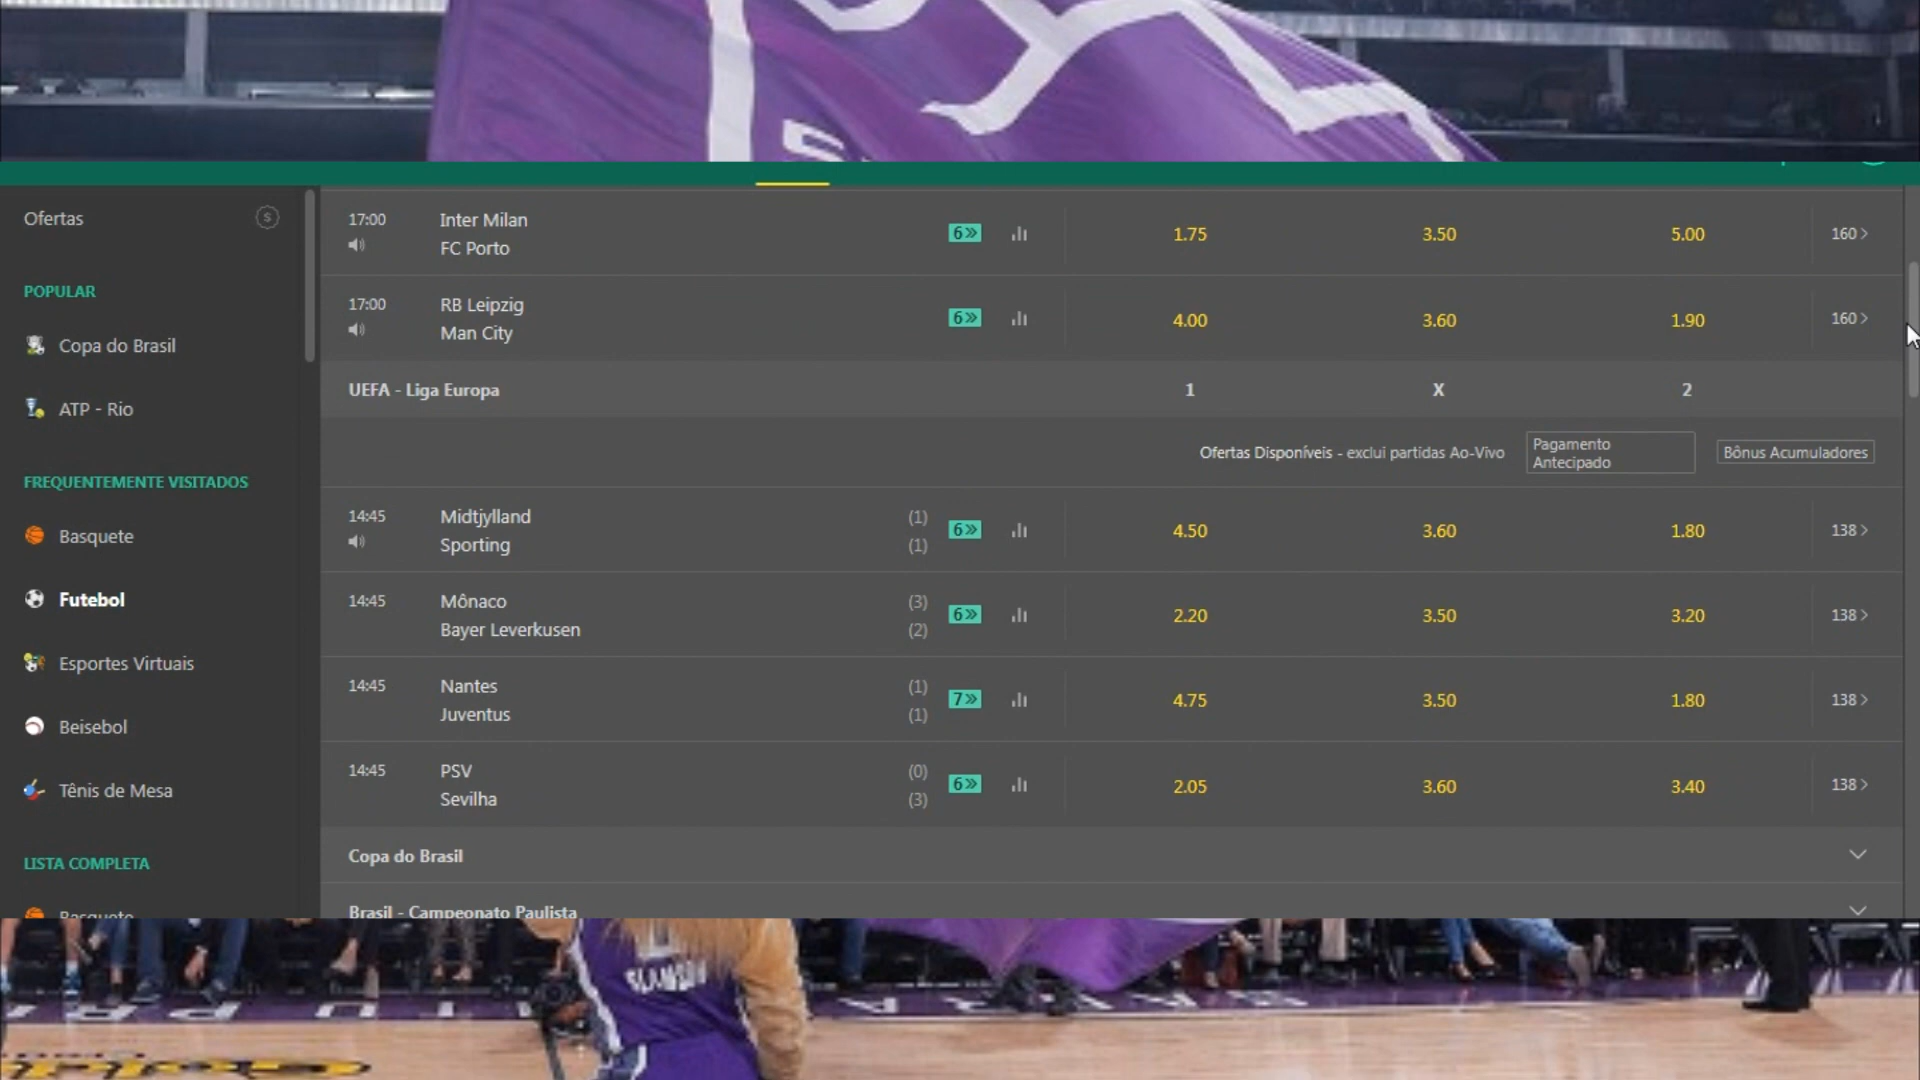 Ofertas
POPULAR
Copa do Brasil
ATP - Rio
FREQUENTEMENTE VISITADOS
Basquete
Futebol
Esportes Virtuais
Beisebol
Tênis de Mesa
LISTA COMPLETA
Basquete
17:00 Inter Milan 6 1.75 3.50 5.00 160
FC Porto
17:00 RB Leipzig 6 4.00 3.60 1.90 160
Man City
UEFA - Liga Europa 1 X 2
Ofertas Disponíveis - exclui partidas Ao-Vivo Pagamento Antecipado Bônus Acumuladores
14:45 Midtjylland (1) 6 4.50 3.60 1.80 138
Sporting (1)
14:45 Mônaco (3) 6 2.20 3.50 3.20 138
Bayer Leverkusen (2)
14:45 Nantes (1) 7 4.75 3.50 1.80 138
Juventus (1)
14:45 PSV (0) 6 2.05 3.60 3.40 138
Sevilha (3)
Copa do Brasil
Brasil - Campeonato Paulista
SLAMSON